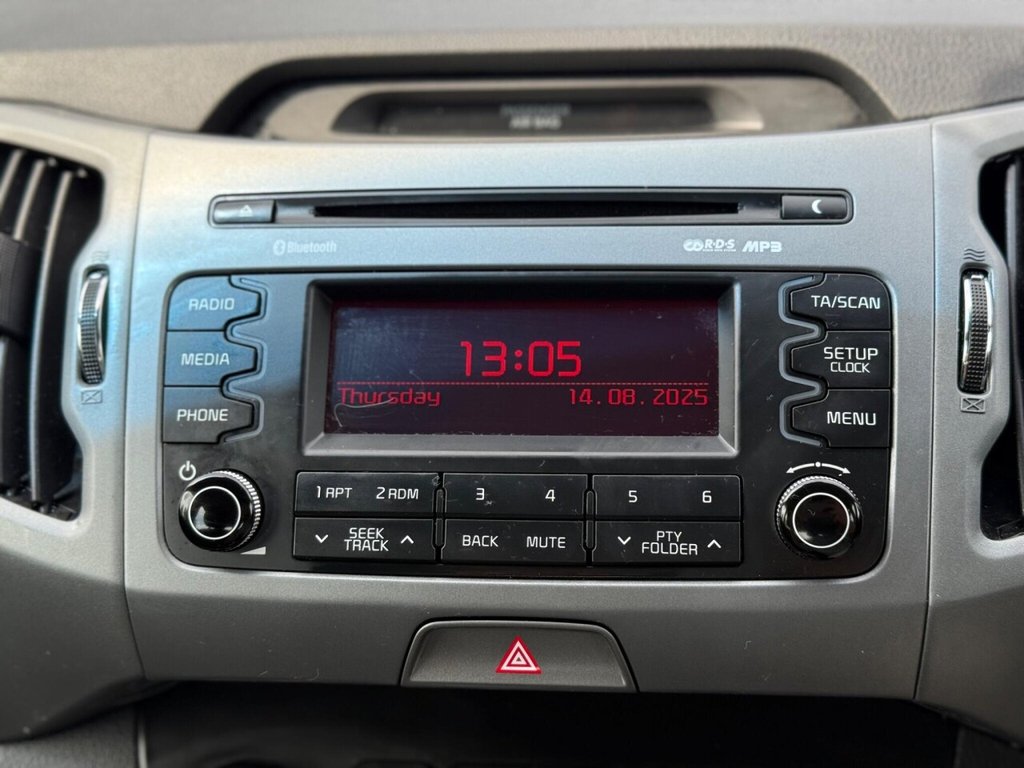 Bluetooth
R·D·S MP3
RADIO
TA/SCAN
13:05
MEDIA
SETUP
CLOCK
Thursday 14.08.2025
PHONE
MENU
1 RPT 2 RDM 3 4 5 6
SEEK
TRACK
BACK MUTE
PTY
FOLDER